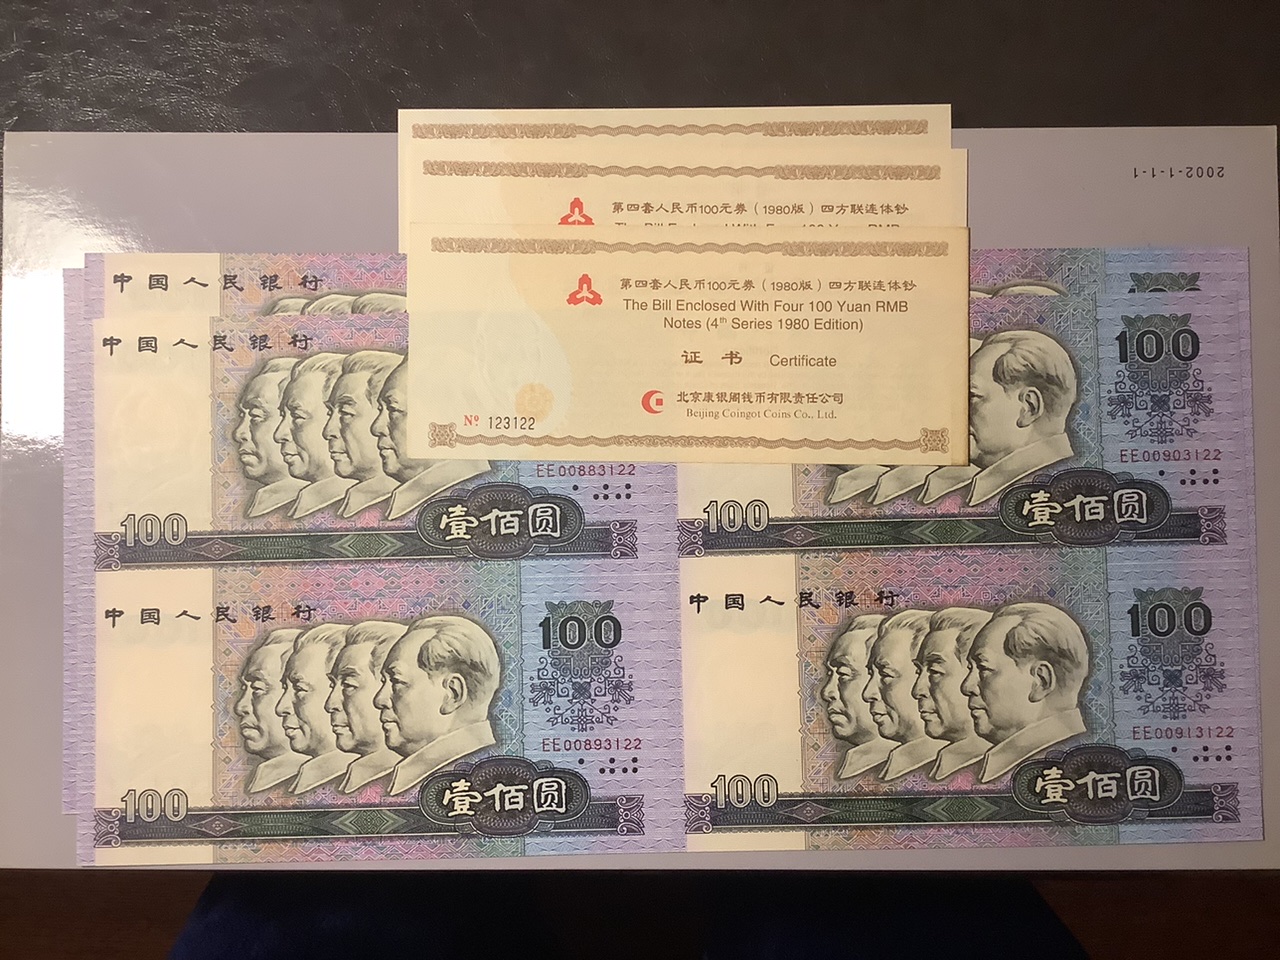 2002-1-1-1
第四套人民币100元券（1980版）四方联连体钞
第四套人民币100元券（1980版）四方联连体钞
The Bill Enclosed With Four 100 Yuan RMB
Notes (4th Series 1980 Edition)
证书 Certificate
北京康银阁钱币有限责任公司
Beijing Coingot Coins Co., Ltd.
Nº 123122
中国人民银行
中国人民银行
100
EE00883122
EE00903122
100
壹佰圆
100
壹佰圆
中国人民银行
中国人民银行
100
100
EE00893122
EE00913122
100
壹佰圆
100
壹佰圆